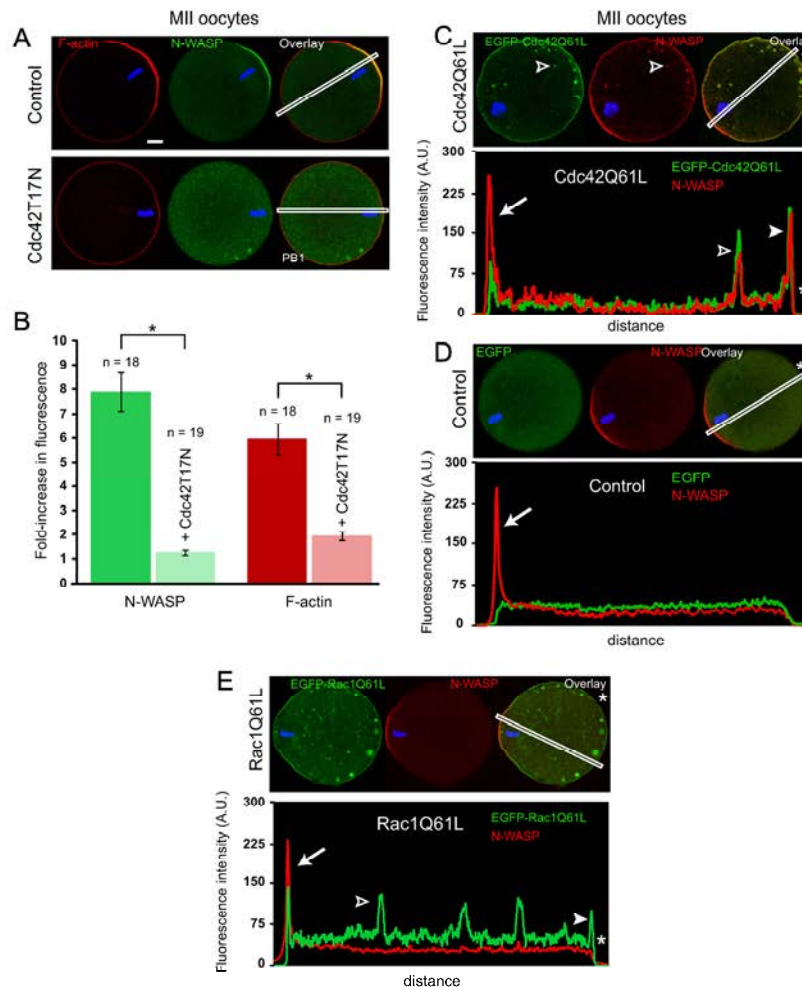 MII oocytes
A
F-actin
N-WASP
Overlay
Control
Cdc42T17N
PB1
B
Fold-increase in fluorescence
10
9
8
7
6
5
4
3
2
1
0
n = 18
*
n = 19
+ Cdc42T17N
n = 18
*
n = 19
+ Cdc42T17N
N-WASP
F-actin
MII oocytes
C
EGFP-Cdc42Q61L
N-WASP
Overla
Cdc42Q61L
Fluorescence intensity (A.U.)
300
225
150
75
0
Cdc42Q61L
EGFP-Cdc42Q61L
N-WASP
*
distance
D
EGFP
N-WASP
Overlay
*
Control
Fluorescence intensity (A.U.)
300
225
150
75
0
Control
EGFP
N-WASP
distance
E
EGFP-Rac1Q61L
N-WASP
Overlay
*
Rac1Q61L
Fluorescence intensity (A.U.)
300
225
150
75
0
Rac1Q61L
EGFP-Rac1Q61L
N-WASP
*
distance